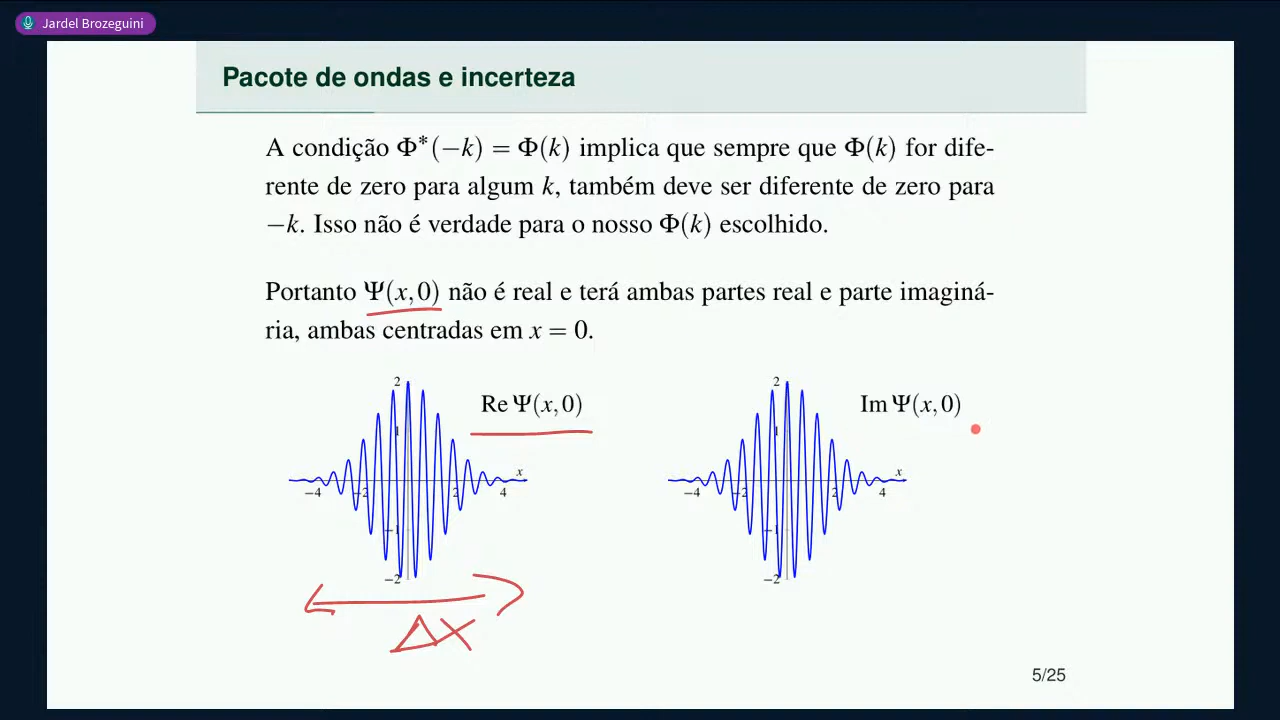 Jardel Brozeguini
Pacote de ondas e incerteza
A condição Φ*(−k) = Φ(k) implica que sempre que Φ(k) for dife-
rente de zero para algum k, também deve ser diferente de zero para
−k. Isso não é verdade para o nosso Φ(k) escolhido.
Portanto Ψ(x,0) não é real e terá ambas partes real e parte imaginá-
ria, ambas centradas em x = 0.
2
Re Ψ(x,0)
1
x
−4 −2 2 4
−1
−2
2
Im Ψ(x,0)
1
x
−4 −2 2 4
−1
−2
Δx
5/25